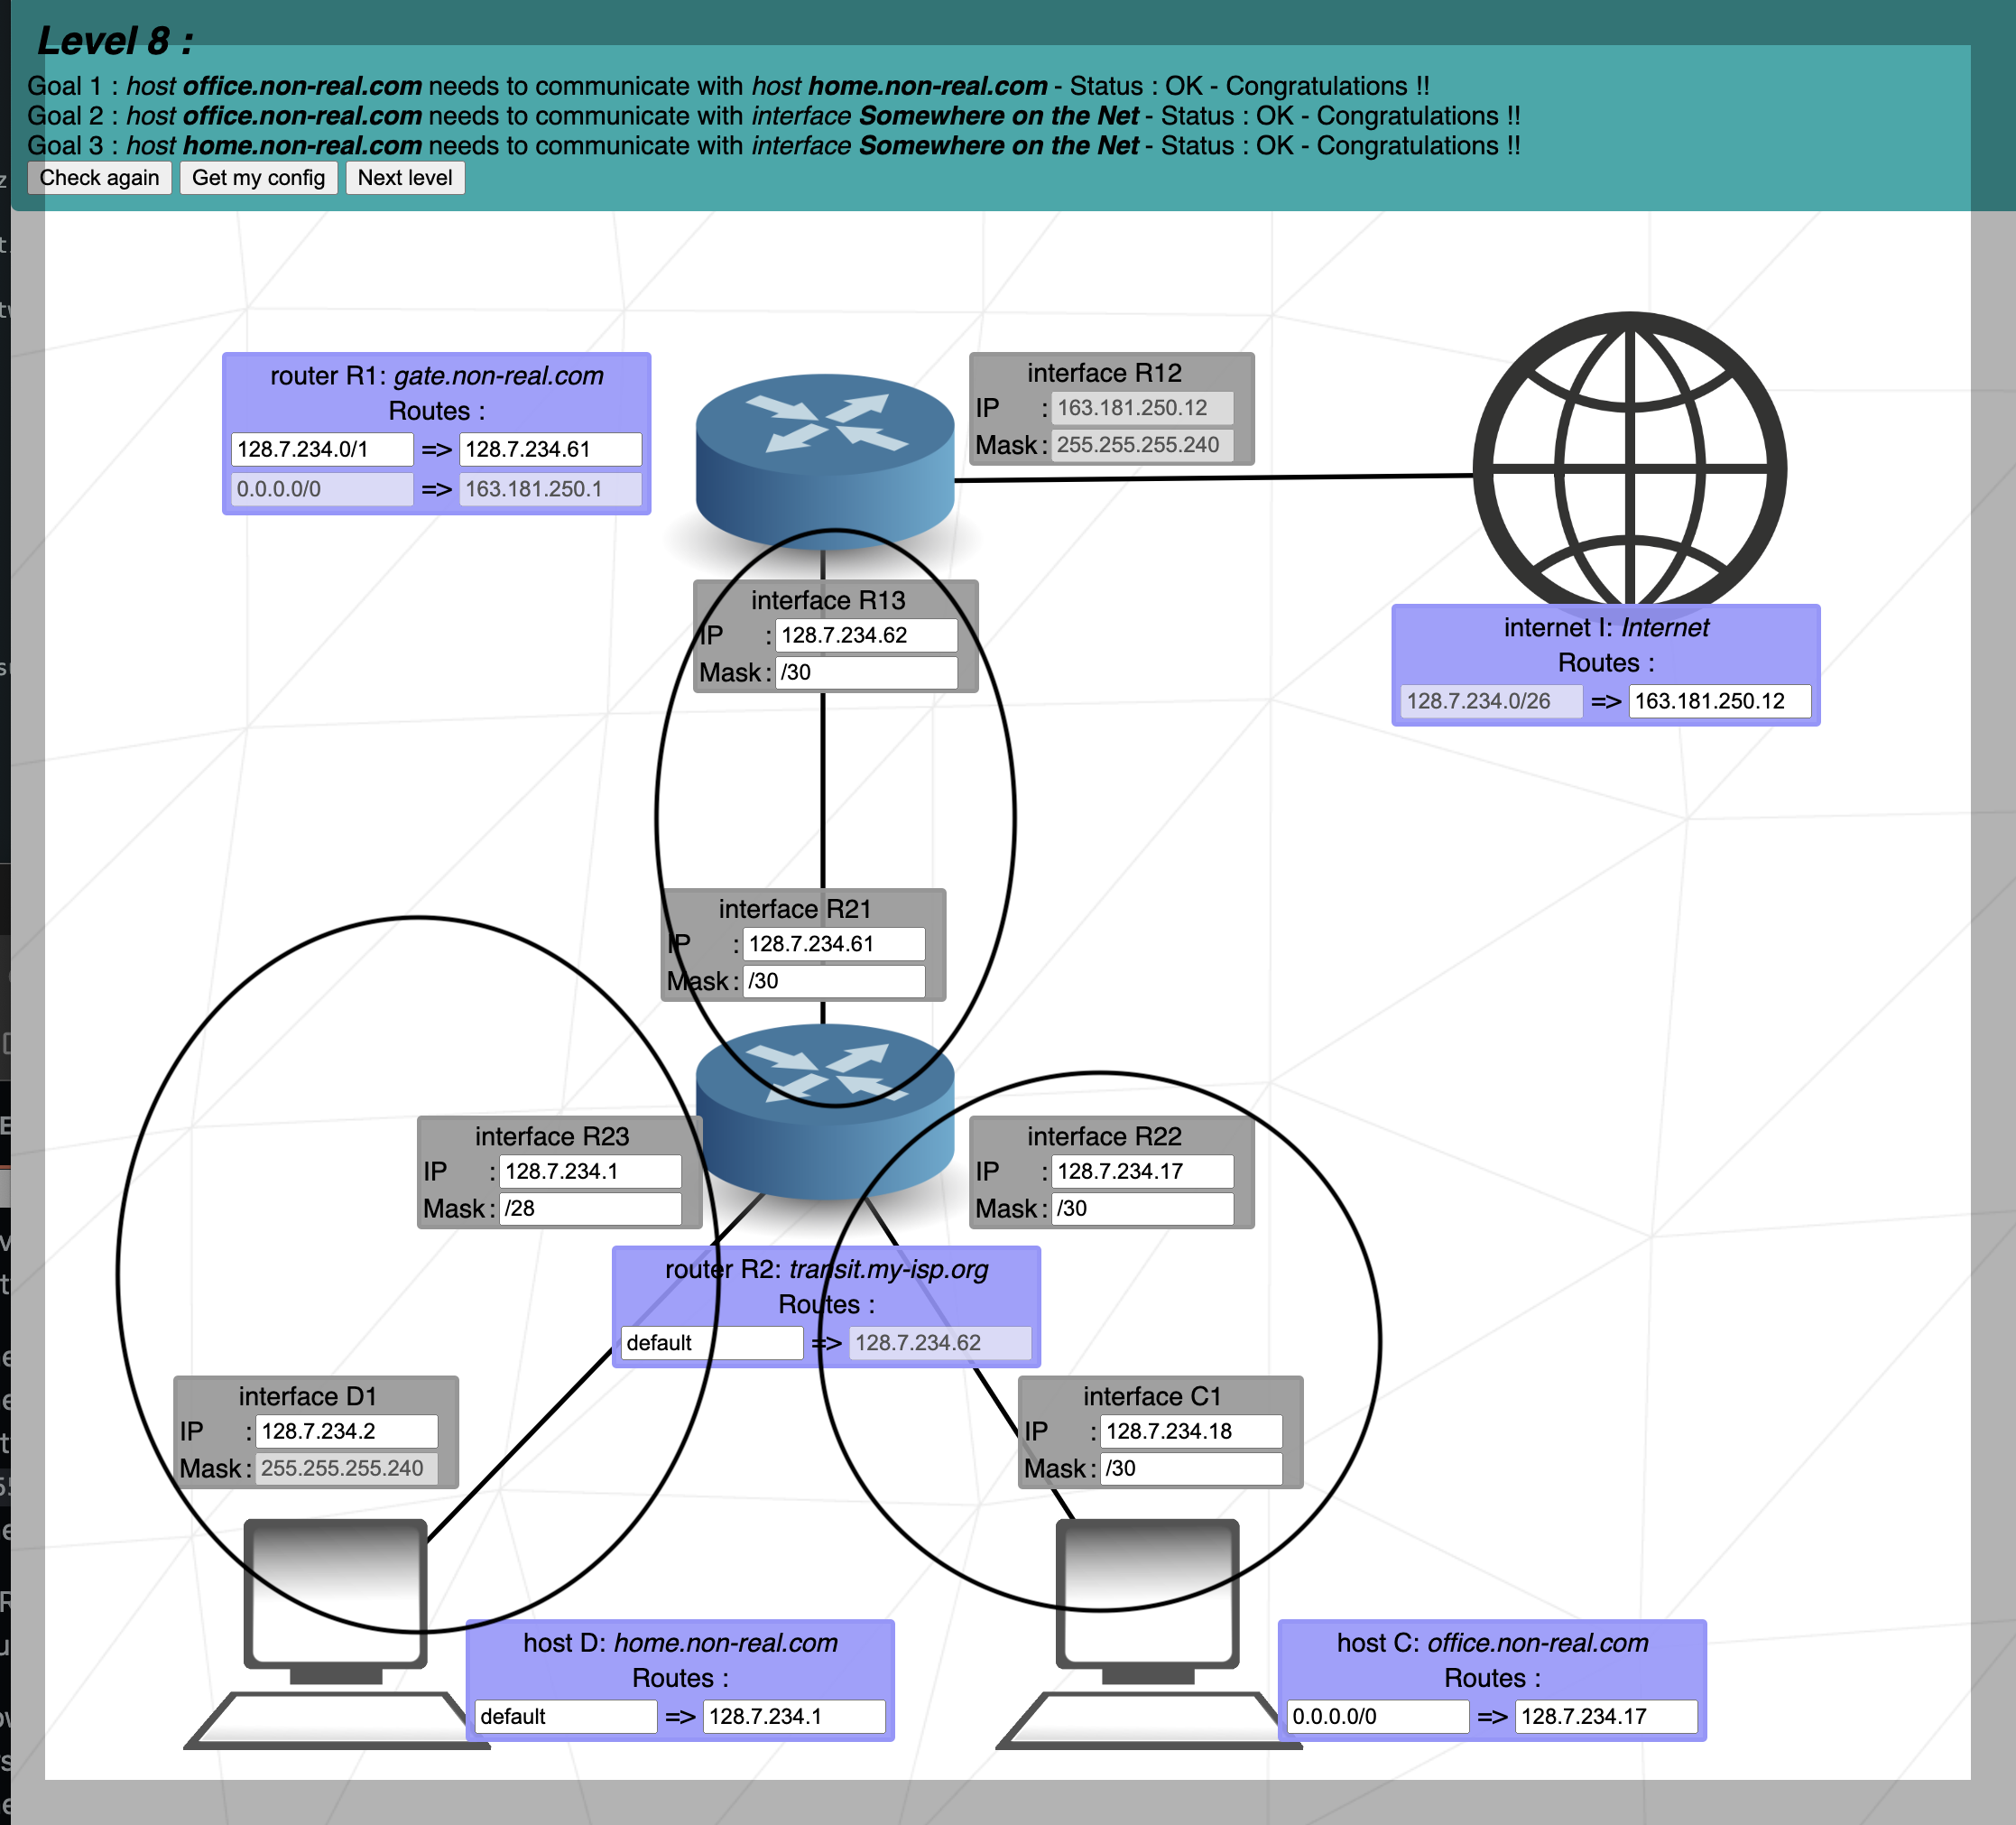 Level 8 :
Goal 1 : host office.non-real.com needs to communicate with host home.non-real.com - Status : OK - Congratulations !!
Goal 2 : host office.non-real.com needs to communicate with interface Somewhere on the Net - Status : OK - Congratulations !!
Goal 3 : host home.non-real.com needs to communicate with interface Somewhere on the Net - Status : OK - Congratulations !!
Check again Get my config Next level
router R1: gate.non-real.com
Routes :
128.7.234.0/1 => 128.7.234.61
0.0.0.0/0 => 163.181.250.1
interface R12
IP : 163.181.250.12
Mask : 255.255.255.240
interface R13
IP : 128.7.234.62
Mask : /30
internet I: Internet
Routes :
128.7.234.0/26 => 163.181.250.12
interface R21
IP : 128.7.234.61
Mask : /30
interface R23
IP : 128.7.234.1
Mask : /28
interface R22
IP : 128.7.234.17
Mask : /30
router R2: transit.my-isp.org
Routes :
default => 128.7.234.62
interface D1
IP : 128.7.234.2
Mask : 255.255.255.240
interface C1
IP : 128.7.234.18
Mask : /30
host D: home.non-real.com
Routes :
default => 128.7.234.1
host C: office.non-real.com
Routes :
0.0.0.0/0 => 128.7.234.17